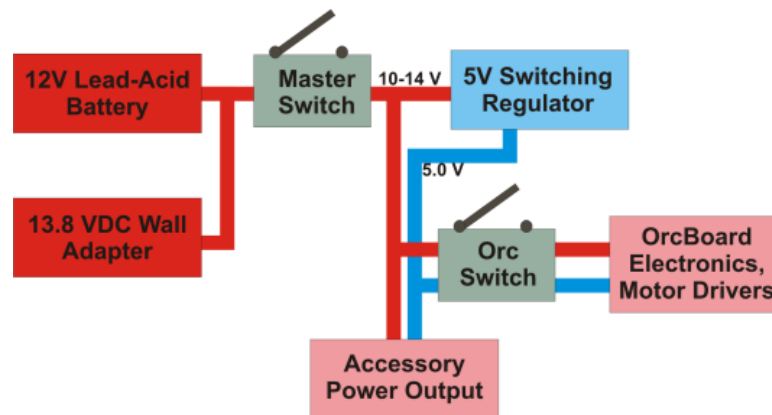 12V Lead-Acid
Battery
Master
Switch
10-14 V
5V Switching
Regulator
5.0 V
13.8 VDC Wall
Adapter
Orc
Switch
OrcBoard
Electronics,
Motor Drivers
Accessory
Power Output